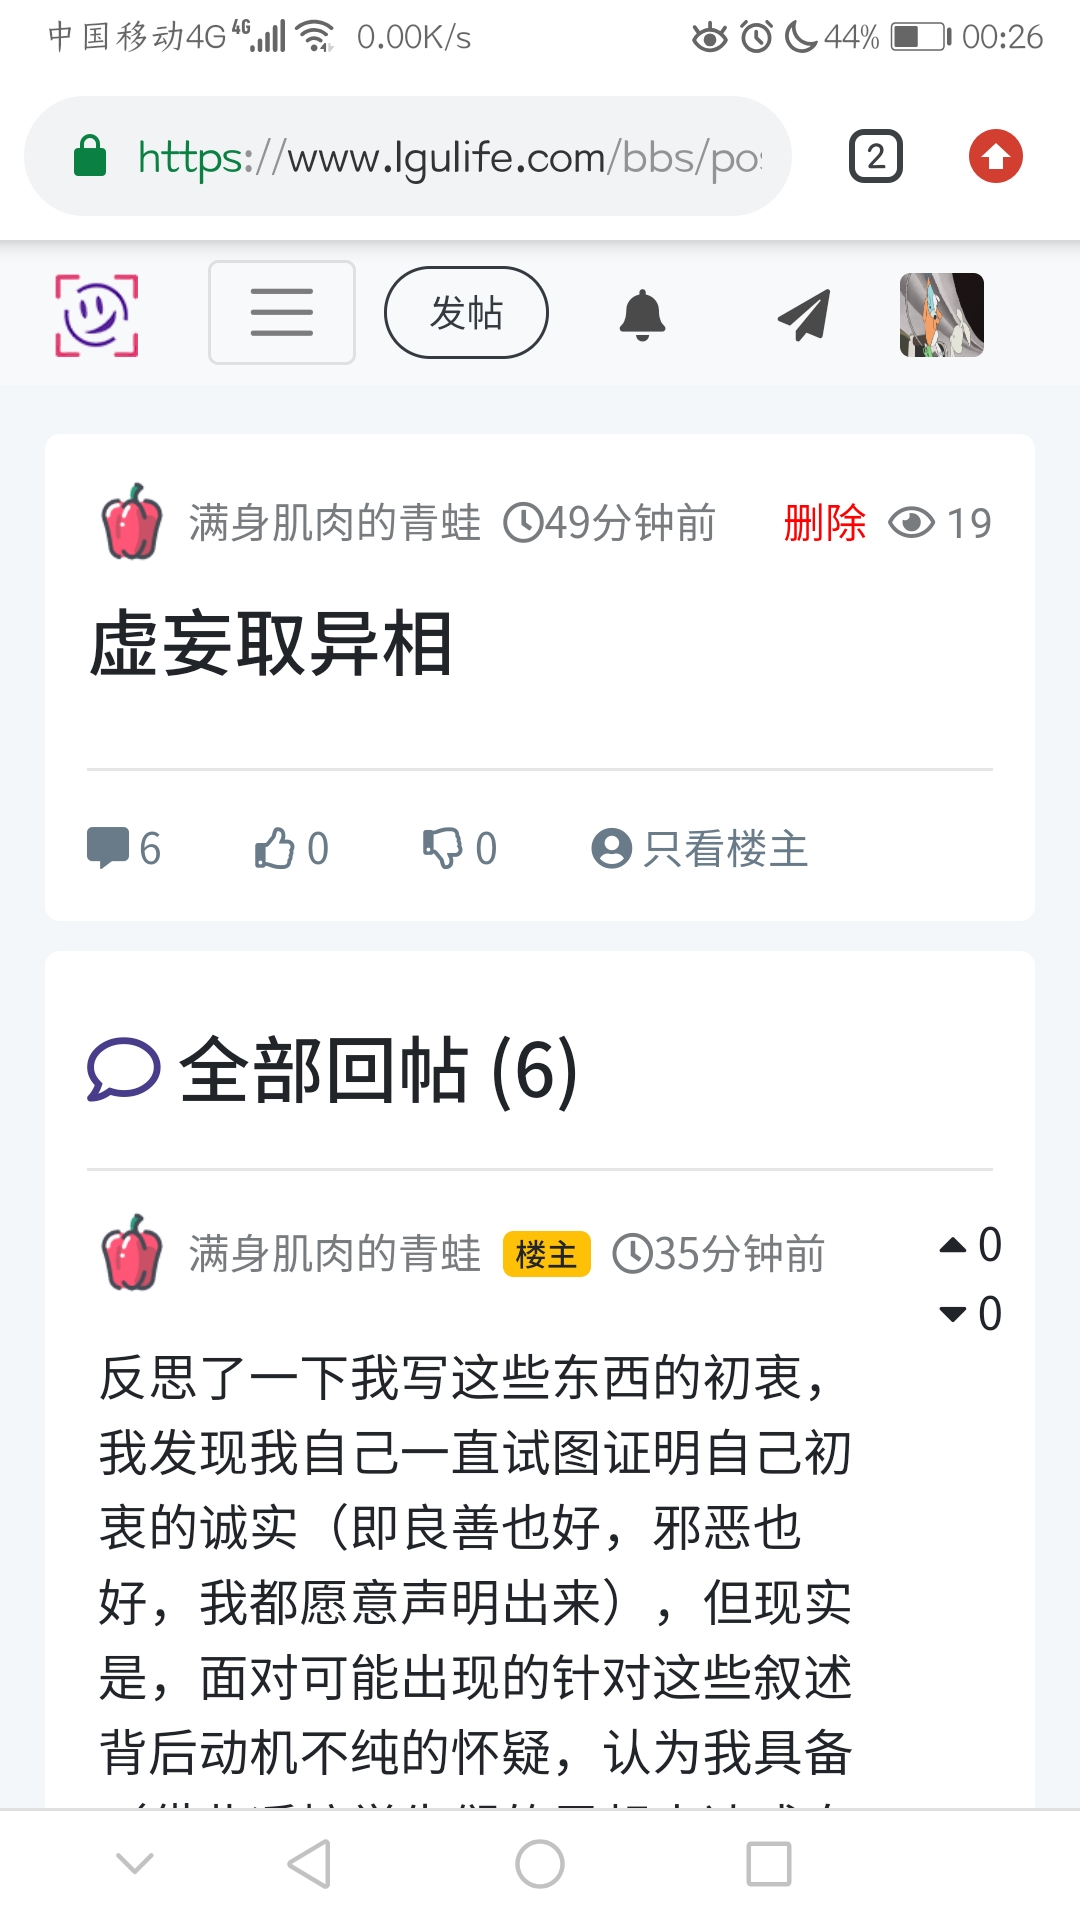 中国移动4G 4G 0.00K/s 44% 00:26
https://www.lgulife.com/bbs/po
2
发帖
满身肌肉的青蛙 49分钟前 删除 19
虚妄取异相
6 0 0 只看楼主
全部回帖 (6)
满身肌肉的青蛙 楼主 35分钟前 0
0
反思了一下我写这些东西的初衷，
我发现我自己一直试图证明自己初
衷的诚实（即良善也好，邪恶也
好，我都愿意声明出来），但现实
是，面对可能出现的针对这些叙述
背后动机不纯的怀疑，认为我具备